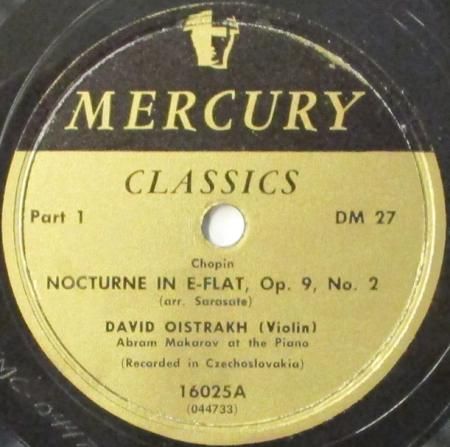 MERCURY
CLASSICS
Part 1 DM 27
Chopin
NOCTURNE IN E-FLAT, Op. 9, No. 2
(arr. Sarasate)
DAVID OISTRAKH (Violin)
Abram Makarov at the Piano
(Recorded in Czechoslovakia)
16025A
(044733)